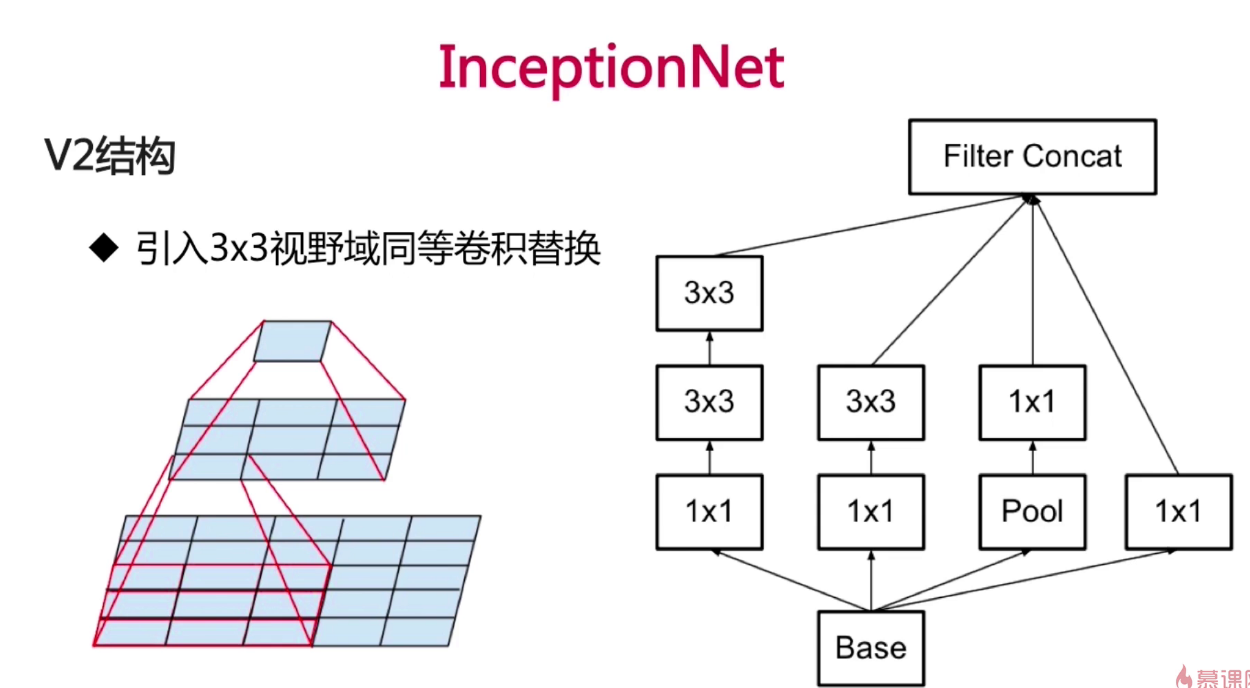 InceptionNet
V2结构
◆ 引入3x3视野域同等卷积替换
Filter Concat
3x3
3x3 3x3 1x1
1x1 1x1 Pool 1x1
Base
慕课